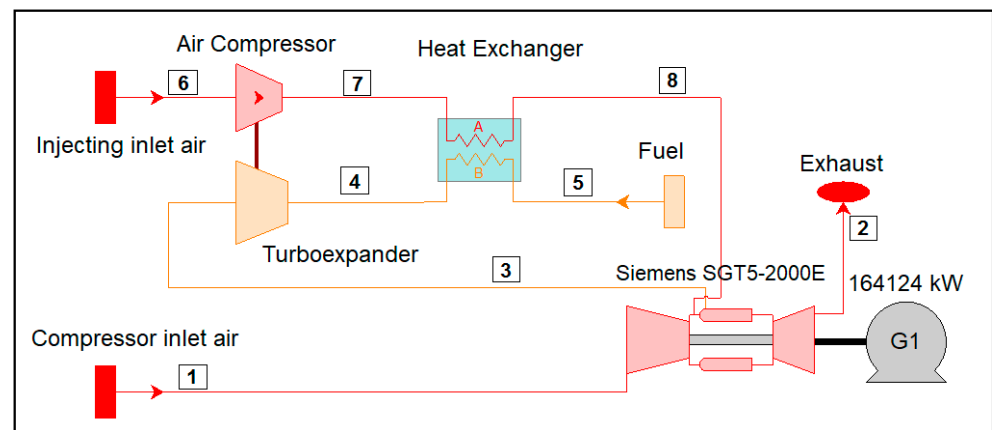 Air Compressor
Heat Exchanger
6
7
8
A
Injecting inlet air
Fuel
B
4
5
Exhaust
Turboexpander
2
3
Siemens SGT5-2000E
164124 kW
Compressor inlet air
G1
1